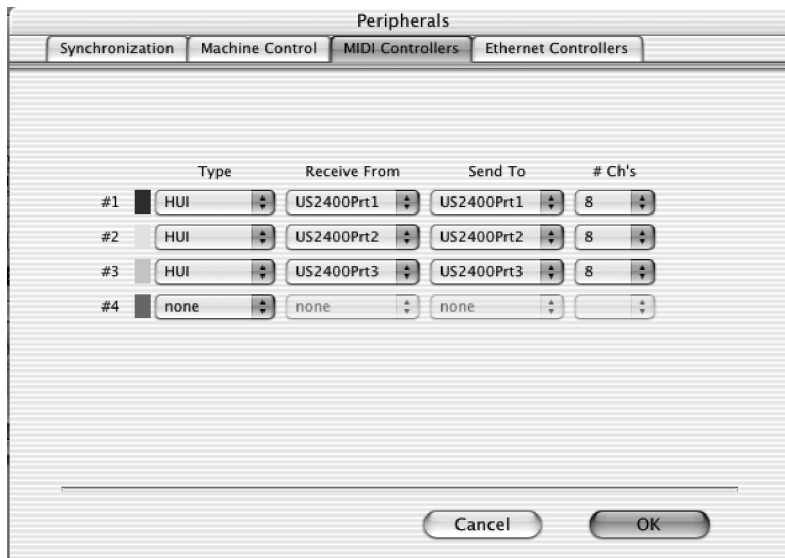 Peripherals
Synchronization Machine Control MIDI Controllers Ethernet Controllers
Type Receive From Send To # Ch's
#1 HUI US2400Prt1 US2400Prt1 8
#2 HUI US2400Prt2 US2400Prt2 8
#3 HUI US2400Prt3 US2400Prt3 8
#4 none none none
Cancel OK